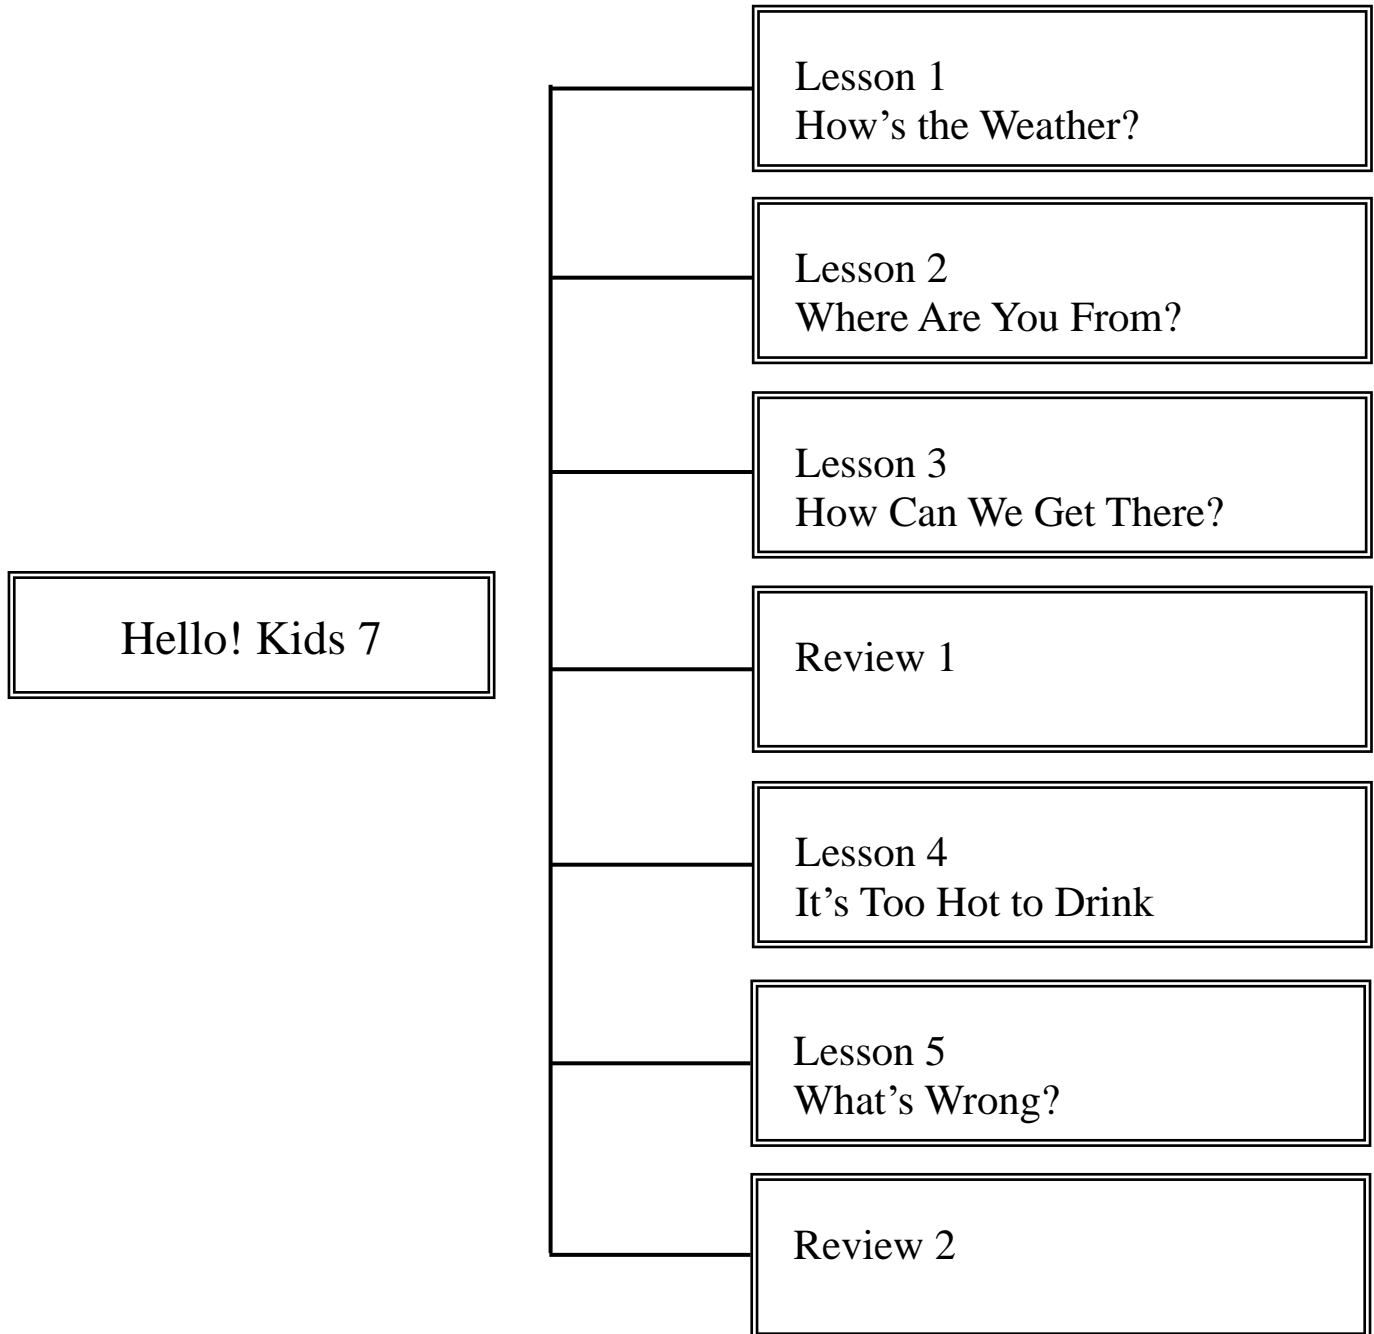 Hello! Kids 7
Lesson 1
How’s the Weather?
Lesson 2
Where Are You From?
Lesson 3
How Can We Get There?
Review 1
Lesson 4
It’s Too Hot to Drink
Lesson 5
What’s Wrong?
Review 2